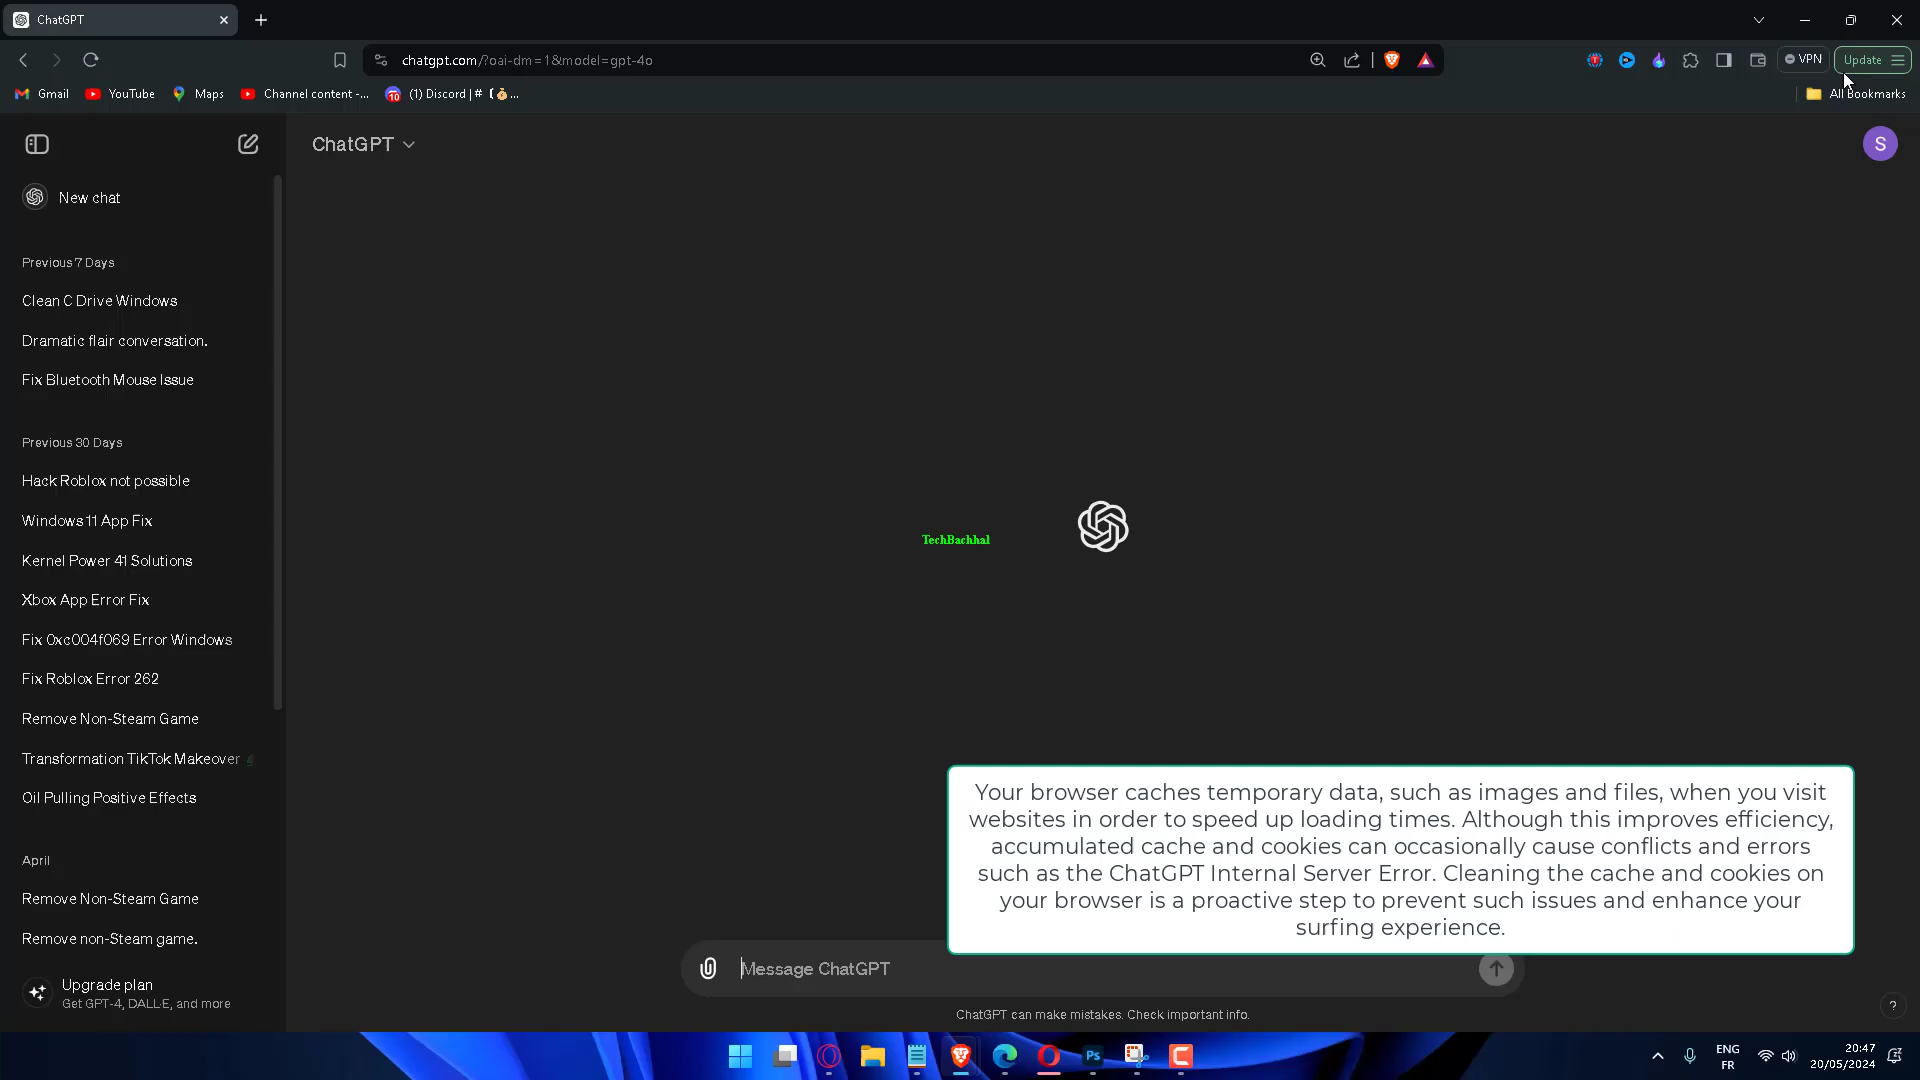 ChatGPT
chatgpt.com/?oai-dm=1&model=gpt-4o
VPN
Update
Gmail
YouTube
Maps
Channel content -...
10
(1) Discord | #
All Bookmarks
ChatGPT
S
New chat
Previous 7 Days
Clean C Drive Windows
Dramatic flair conversation.
Fix Bluetooth Mouse Issue
Previous 30 Days
Hack Roblox not possible
Windows 11 App Fix
Kernel Power 41 Solutions
Xbox App Error Fix
Fix 0xc004f069 Error Windows
Fix Roblox Error 262
Remove Non-Steam Game
Transformation TikTok Makeover
Oil Pulling Positive Effects
April
Remove Non-Steam Game
Remove non-Steam game.
Upgrade plan
Get GPT-4, DALL·E, and more
TechBachhal
Your browser caches temporary data, such as images and files, when you visit
websites in order to speed up loading times. Although this improves efficiency,
accumulated cache and cookies can occasionally cause conflicts and errors
such as the ChatGPT Internal Server Error. Cleaning the cache and cookies on
your browser is a proactive step to prevent such issues and enhance your
surfing experience.
Message ChatGPT
ChatGPT can make mistakes. Check important info.
?
Ps
ENG
FR
20:47
20/05/2024